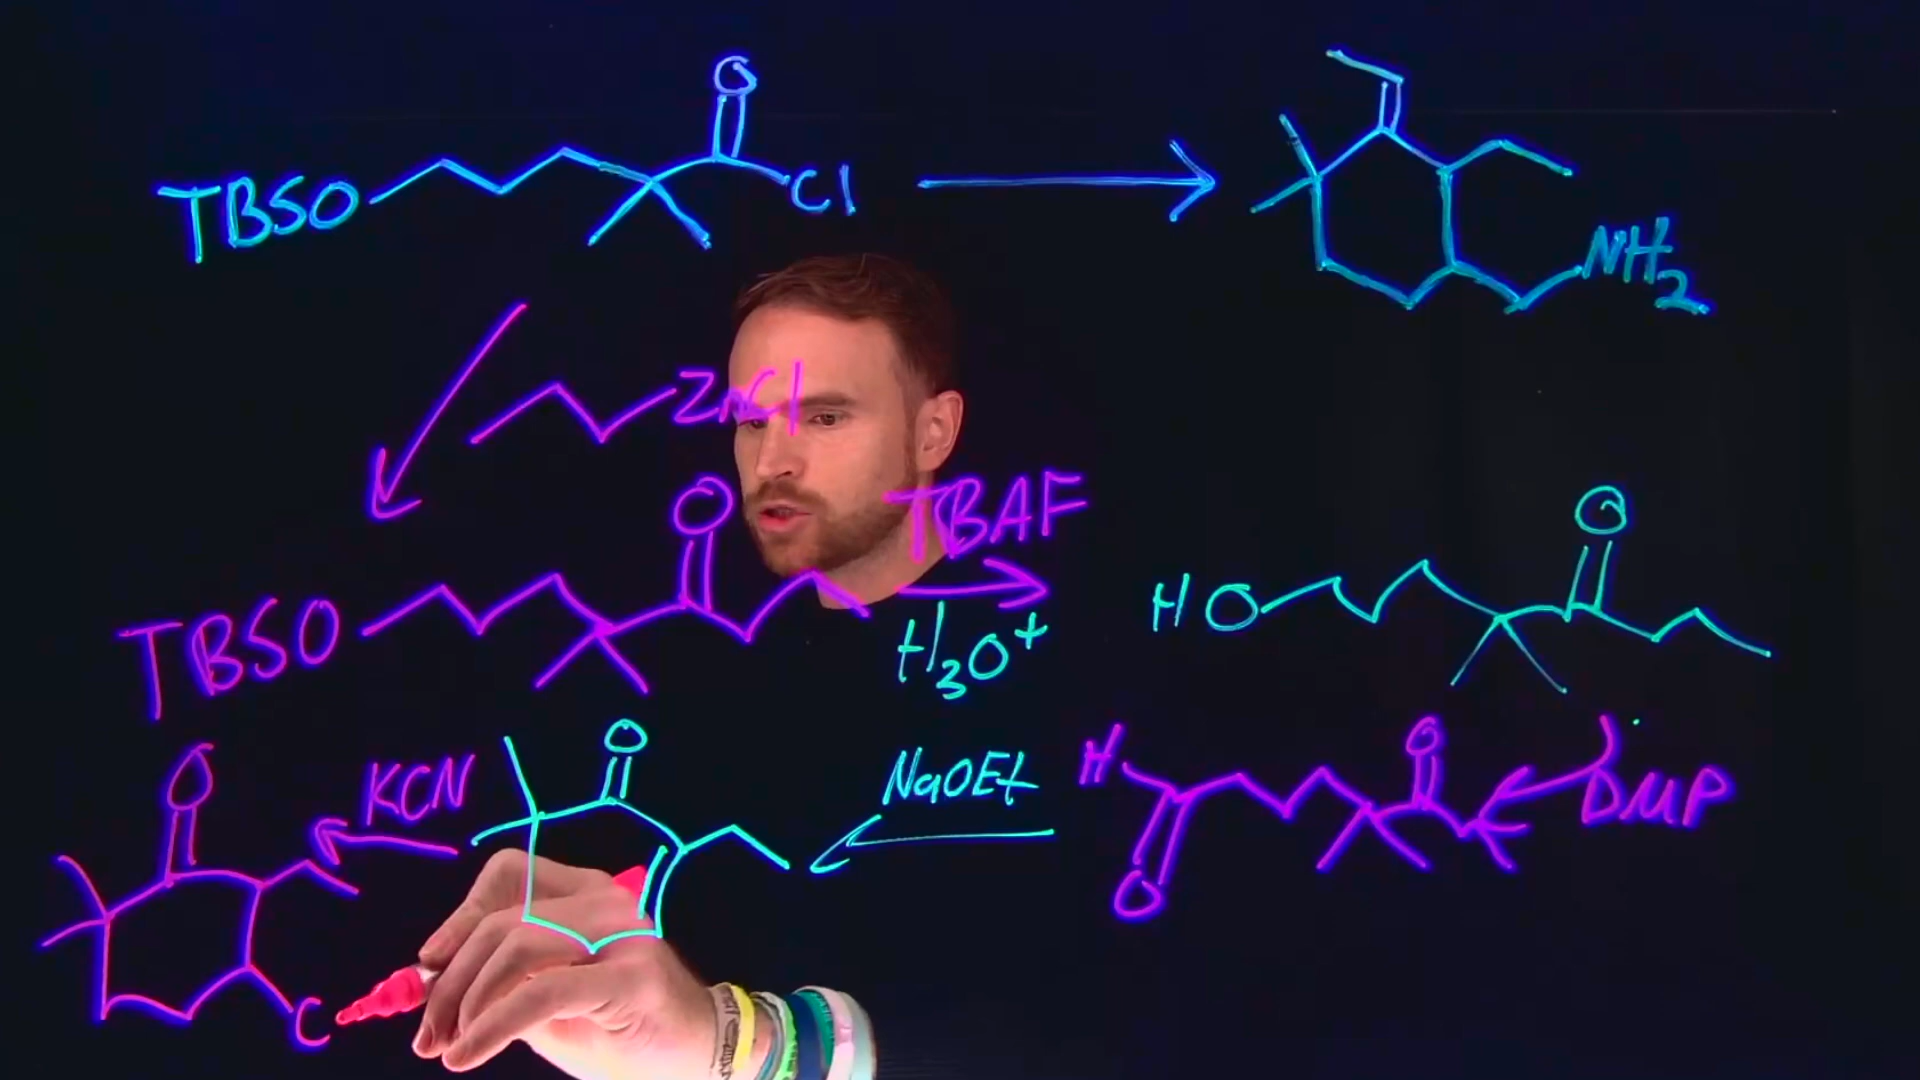 O
TBSO Cl
NH2
ZnCl
O TBAF O
TBSO H3O+ HO
O KCN O NaOEt H O DMP
O
C